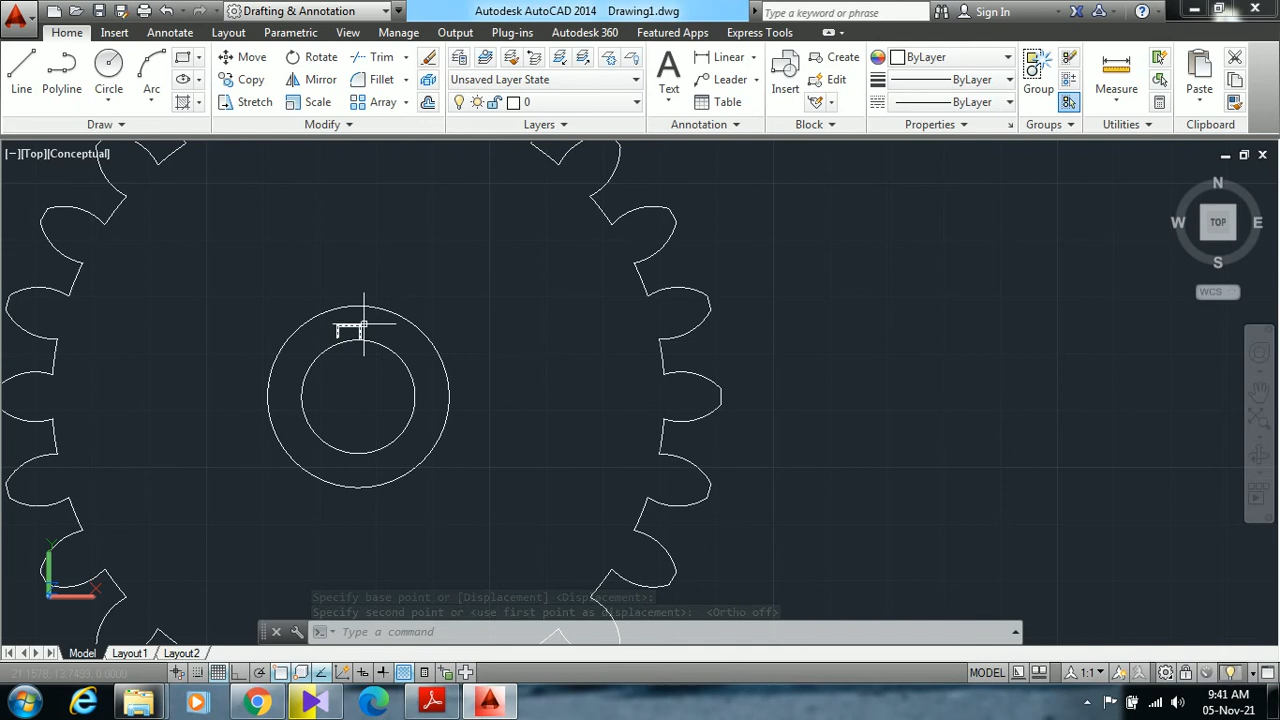 Drafting & Annotation
Autodesk AutoCAD 2014 Drawing1.dwg
Type a keyword or phrase
Sign In
Home Insert Annotate Layout Parametric View Manage Output Plug-ins Autodesk 360 Featured Apps Express Tools
Line
Polyline
Circle
Arc
Draw
Move
Rotate
Trim
Copy
Mirror
Fillet
Stretch
Scale
Array
Modify
Unsaved Layer State
0
Layers
Text
Linear
Leader
Table
Annotation
Insert
Create
Edit
Block
ByLayer
ByLayer
ByLayer
Properties
Group
Groups
Measure
Utilities
Paste
Clipboard
[−][Top][Conceptual]
N
W
TOP
E
S
WCS
Y
X
Specify base point or [Displacement] <Displacement>:
Specify second point or <use first point as displacement>: <Ortho off>
Type a command
Model Layout1 Layout2
MODEL
1:1
9:41 AM
05-Nov-21